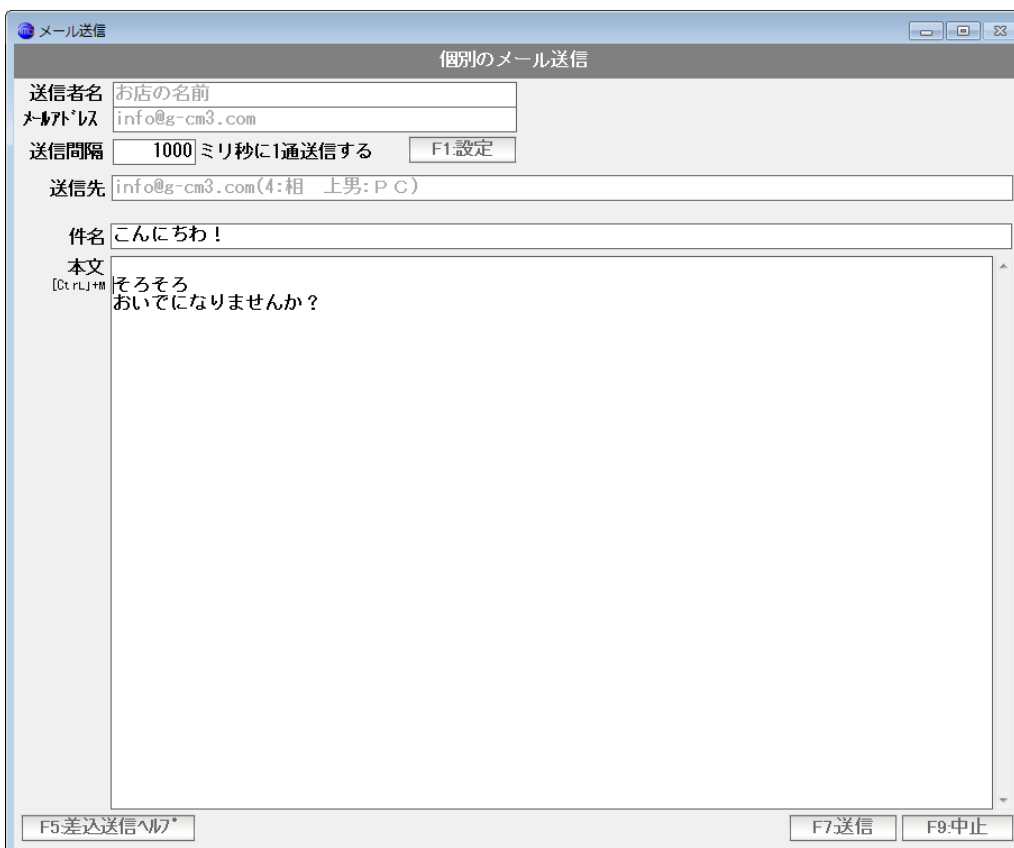 メール送信
個別のメール送信
送信者名 お店の名前
メールアドレス info@g-cm3.com
送信間隔 1000 ミリ秒に1通送信する F1:設定
送信先 info@g-cm3.com(4:相　上男:ＰＣ)
件名 こんにちわ！
本文
[CtrL]+M そろそろ
おいでになりませんか？
F5:差込送信ヘルプ F7:送信 F9:中止